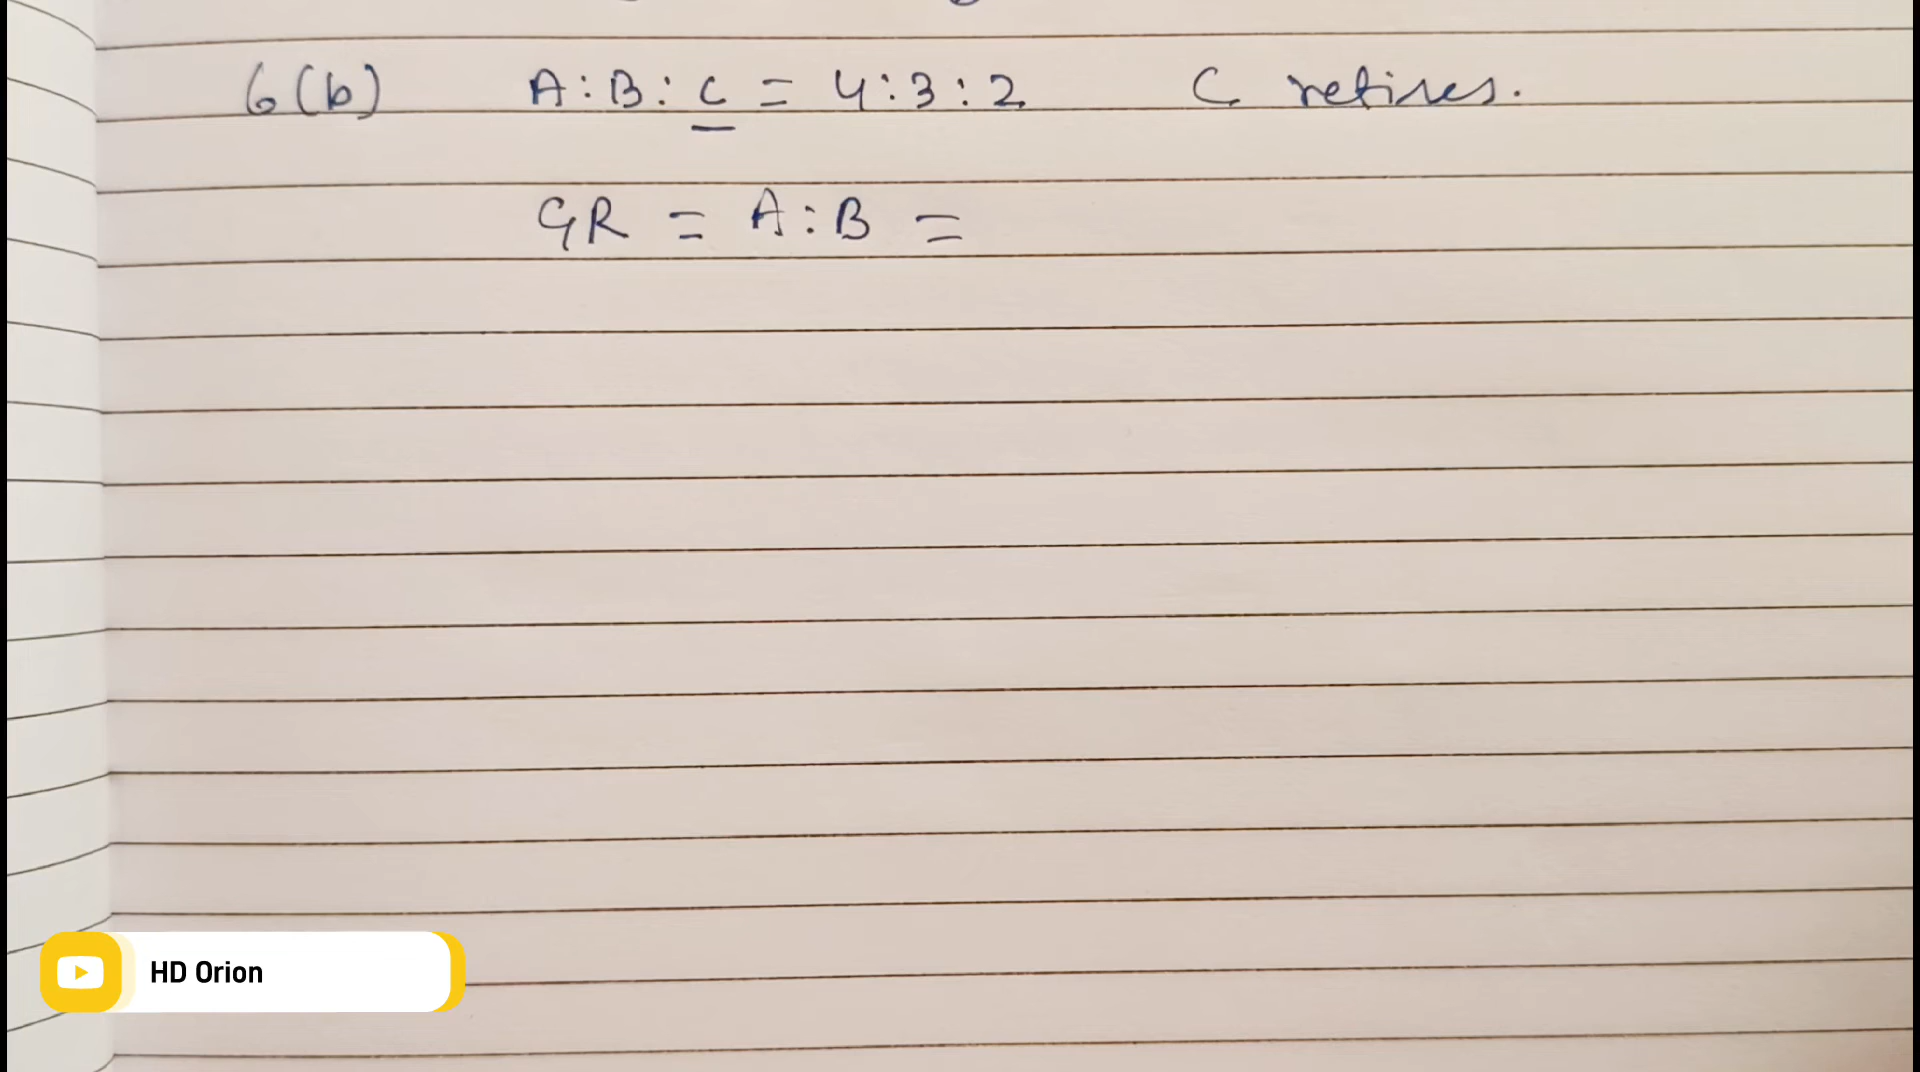 6(b) A:B:C = 4:3:2 C retires.
GR = A:B =
HD Orion